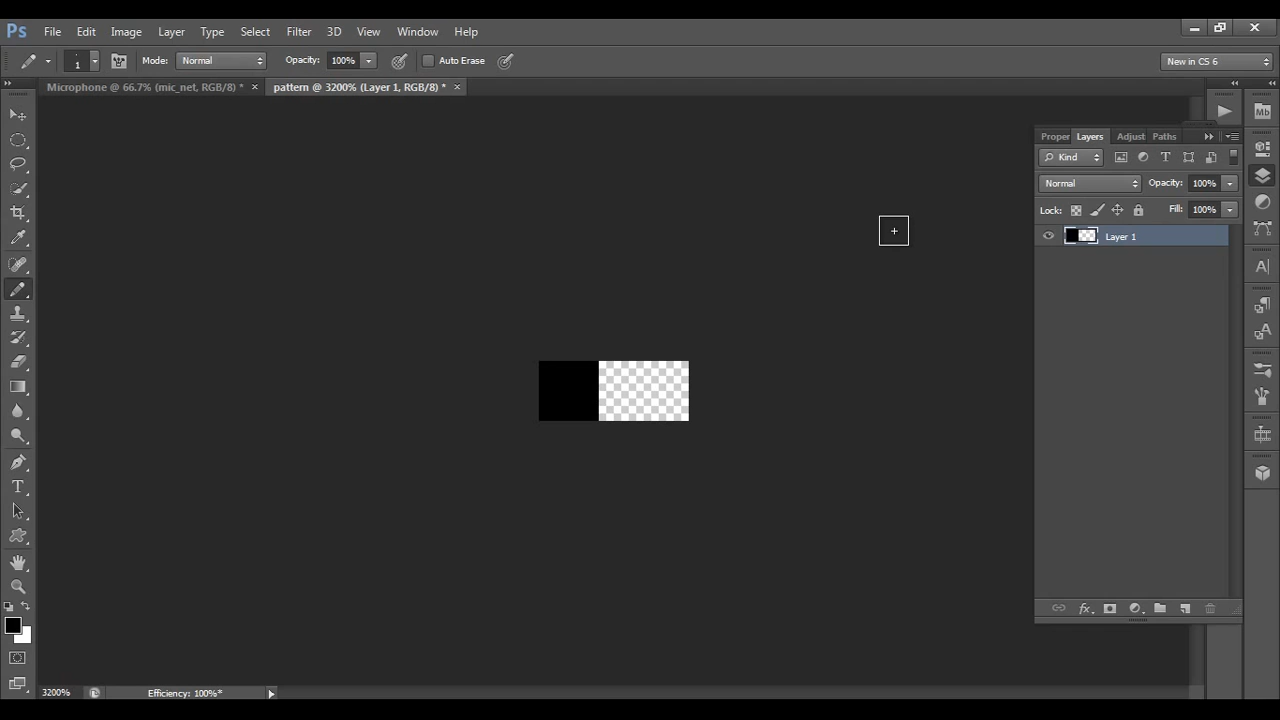 Ps File Edit Image Layer Type Select Filter 3D View Window Help
1 Mode: Normal Opacity: 100% Auto Erase New in CS 6
Microphone @ 66.7% (mic_net, RGB/8) * × pattern @ 3200% (Layer 1, RGB/8) * ×
Mb
Proper Layers Adjust Paths
Kind
Normal Opacity: 100%
Lock: Fill: 100%
Layer 1
3200% Efficiency: 100%*